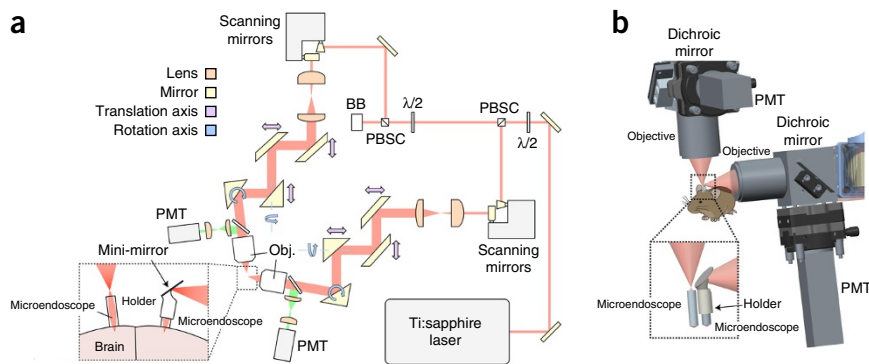 a
Scanning
mirrors
Lens
Mirror
Translation axis
Rotation axis
BB
λ/2
PBSC
PBSC
λ/2
PMT
Obj.
Scanning
mirrors
Mini-mirror
Holder
Microendoscope
Microendoscope
Brain
PMT
Ti:sapphire
laser
b
Dichroic
mirror
PMT
Dichroic
mirror
Objective
Objective
Holder
Microendoscope
Microendoscope
PMT